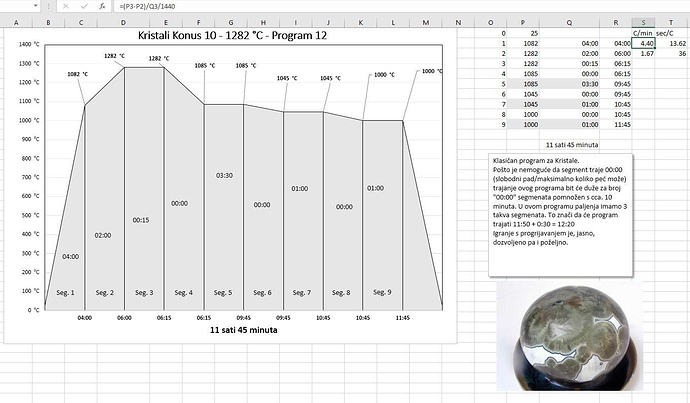 =(P3-P2)/Q3/1440
A B C D E F G H I J K L M N O P Q R S T
Kristali Konus 10 - 1282 °C - Program 12
1400 °C
1300 °C
1200 °C
1100 °C
1000 °C
900 °C
800 °C
700 °C
600 °C
500 °C
400 °C
300 °C
200 °C
100 °C
0 °C
1082 °C
1282 °C
1282 °C
1085 °C
1085 °C
1045 °C
1045 °C
1000 °C
1000 °C
04:00
02:00
00:15
00:00
03:30
00:00
01:00
00:00
01:00
Seg. 1 Seg. 2 Seg. 3 Seg. 4 Seg. 5 Seg. 6 Seg. 7 Seg. 8 Seg. 9
04:00 06:00 06:15 06:15 09:45 09:45 10:45 10:45 11:45
11 sati 45 minuta
0 25 C/min sec/C
1 1082 04:00 04:00 4.40 13.62
2 1282 02:00 06:00 1.67 36
3 1282 00:15 06:15
4 1085 00:00 06:15
5 1085 03:30 09:45
6 1045 00:00 09:45
7 1045 01:00 10:45
8 1000 00:00 10:45
9 1000 01:00 11:45
11 sati 45 minuta
Klasičan program za Kristale.
Pošto je nemoguće da segment traje 00:00
(slobodni pad/maksimalno koliko peć može)
trajanje ovog programa bit će duže za broj
"00:00" segmenata pomnožen s cca. 10
minuta. U ovom programu paljenja imamo 3
takva segmenata. To znači da će program
trajati 11:50 + 0:30 = 12:20
Igranje s progrijavanjem je, jasno,
dozvoljeno pa i poželjno.